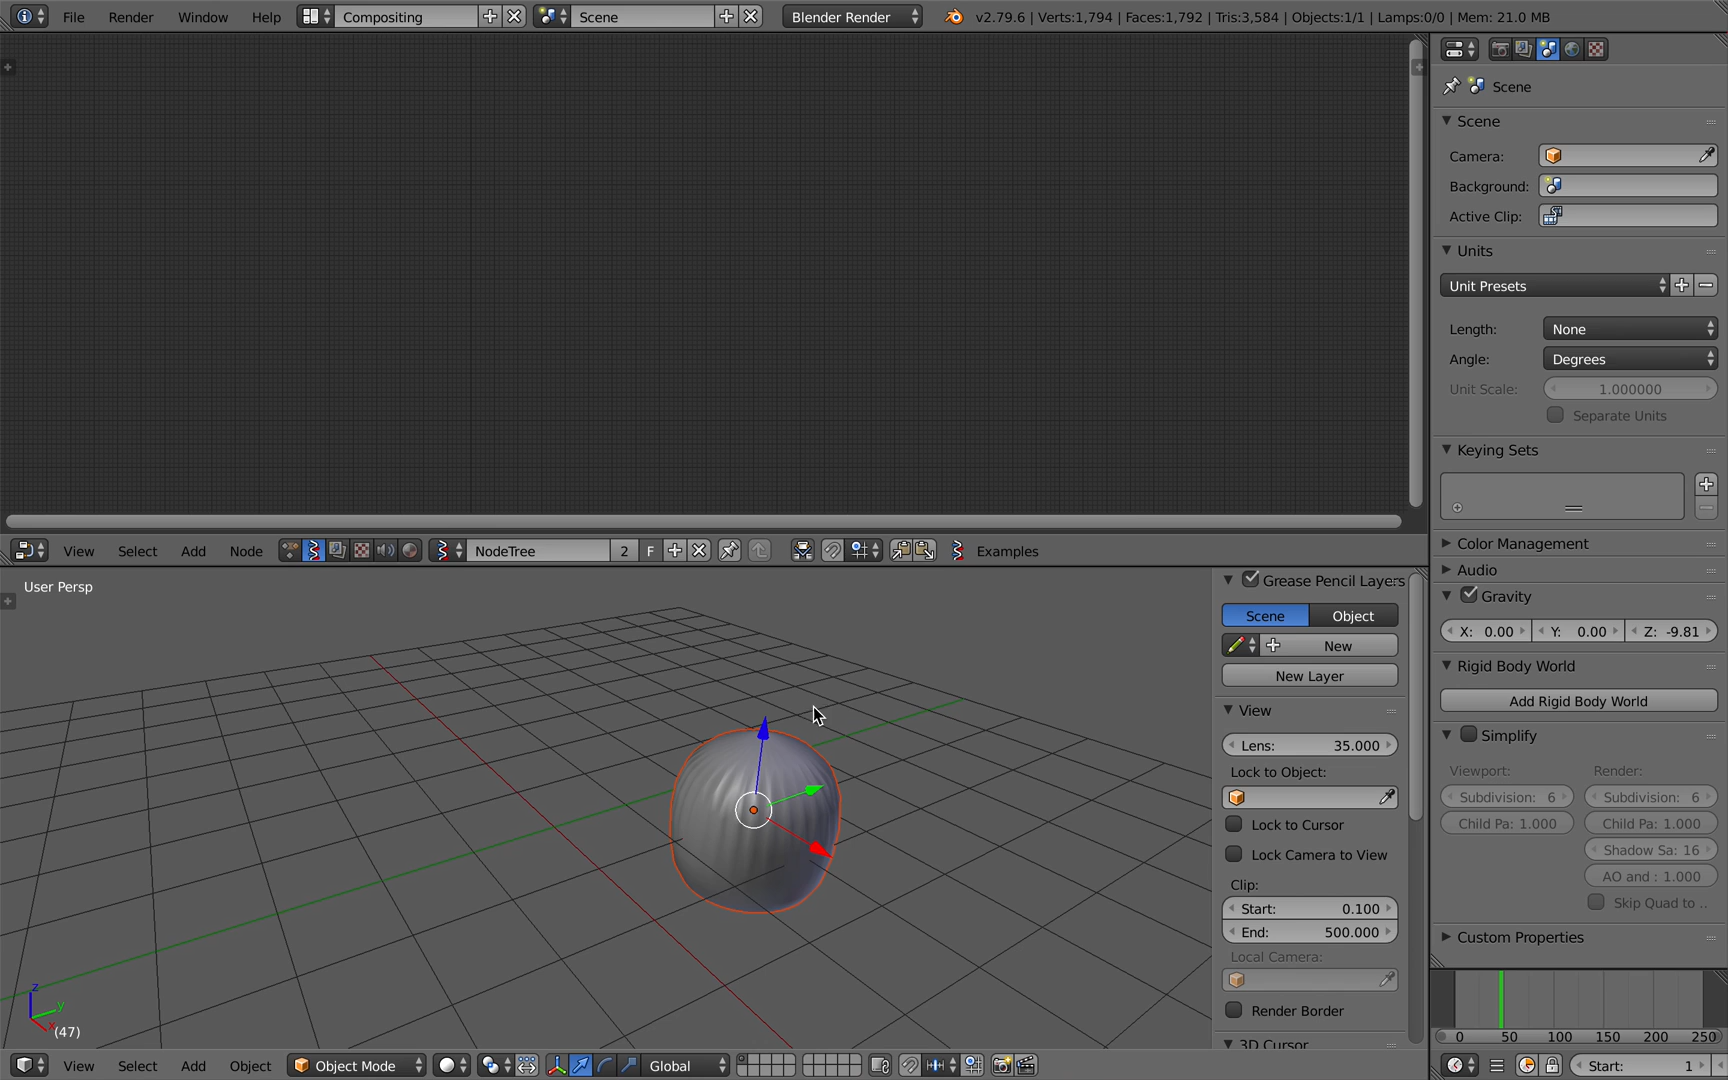 File Render Window Help Compositing Scene Blender Render v2.79.6 | Verts:1,794 | Faces:1,792 | Tris:3,584 | Objects:1/1 | Lamps:0/0 | Mem: 21.0 MB
Scene
Scene
Camera:
Background:
Active Clip:
Units
Unit Presets
Length: None
Angle: Degrees
Unit Scale: 1.000000
Separate Units
Keying Sets
Color Management
Audio
Gravity
X: 0.00 Y: 0.00 Z: -9.81
Rigid Body World
Add Rigid Body World
Simplify
Viewport: Render:
Subdivision: 6 Subdivision: 6
Child Pa: 1.000 Child Pa: 1.000
Shadow Sa: 16
AO and : 1.000
Skip Quad to ..
Custom Properties
0 50 100 150 200 250
Start: 1
View Select Add Node NodeTree 2 F Examples
User Persp
Grease Pencil Layers
Scene Object
New
New Layer
View
Lens: 35.000
Lock to Object:
Lock to Cursor
Lock Camera to View
Clip:
Start: 0.100
End: 500.000
Local Camera:
Render Border
3D Cursor
z
y
x
(47)
View Select Add Object Object Mode Global